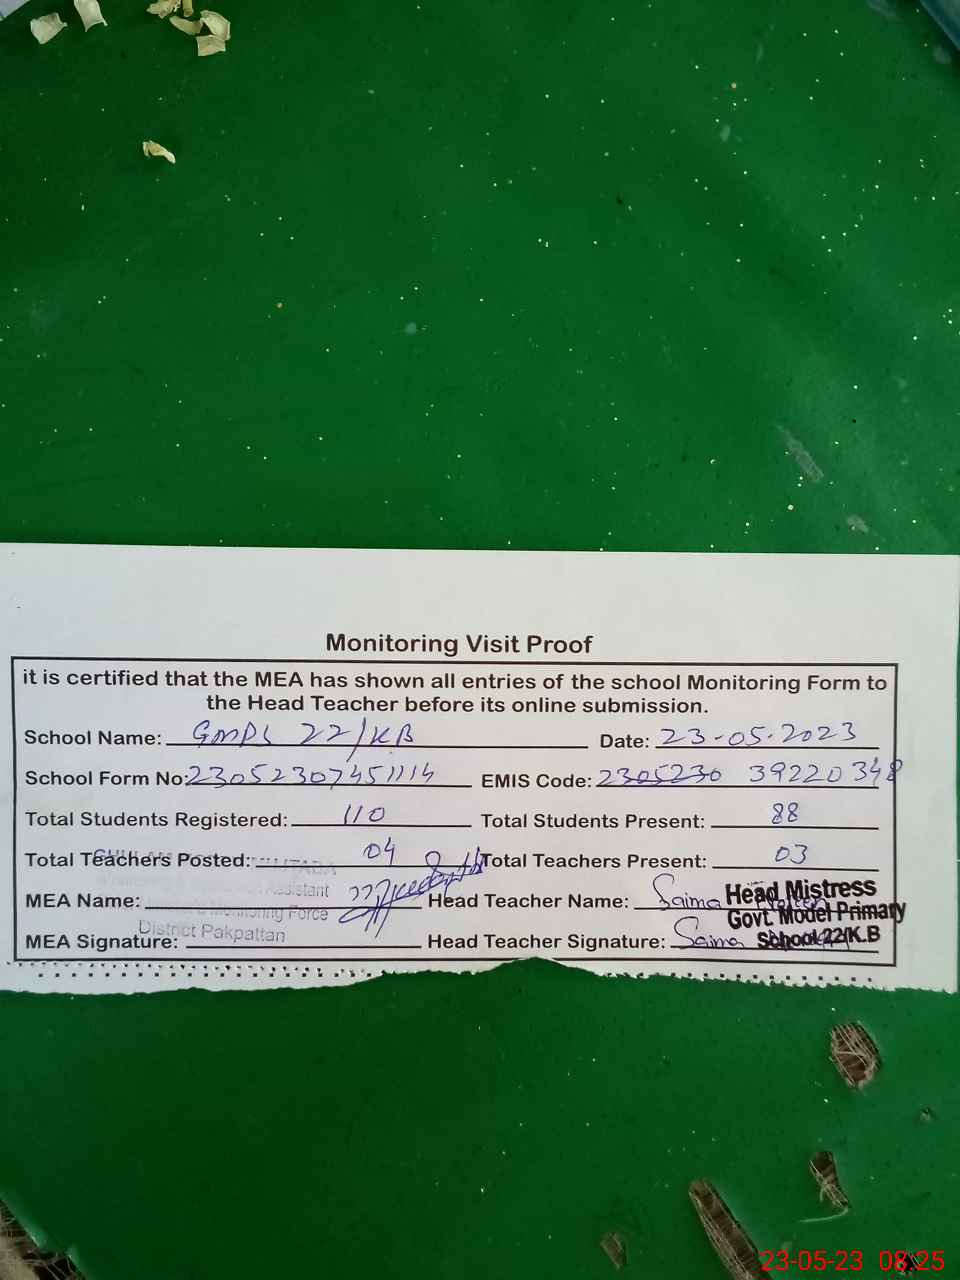 Monitoring Visit Proof
it is certified that the MEA has shown all entries of the school Monitoring Form to
the Head Teacher before its online submission.
School Name: GMPS 22/KB Date: 23-05-2023
School Form No: 230523074511114 EMIS Code: 2305230 39220348
Total Students Registered: 110 Total Students Present: 88
Total Teachers Posted: 04 Total Teachers Present: 03
Assistant
MEA Name: Head Teacher Name: Saima Head Mistress
Monitoring Force Govt. Model Primary
District Pakpattan
MEA Signature: Head Teacher Signature: Saima School 22/K.B
23-05-23 08:25